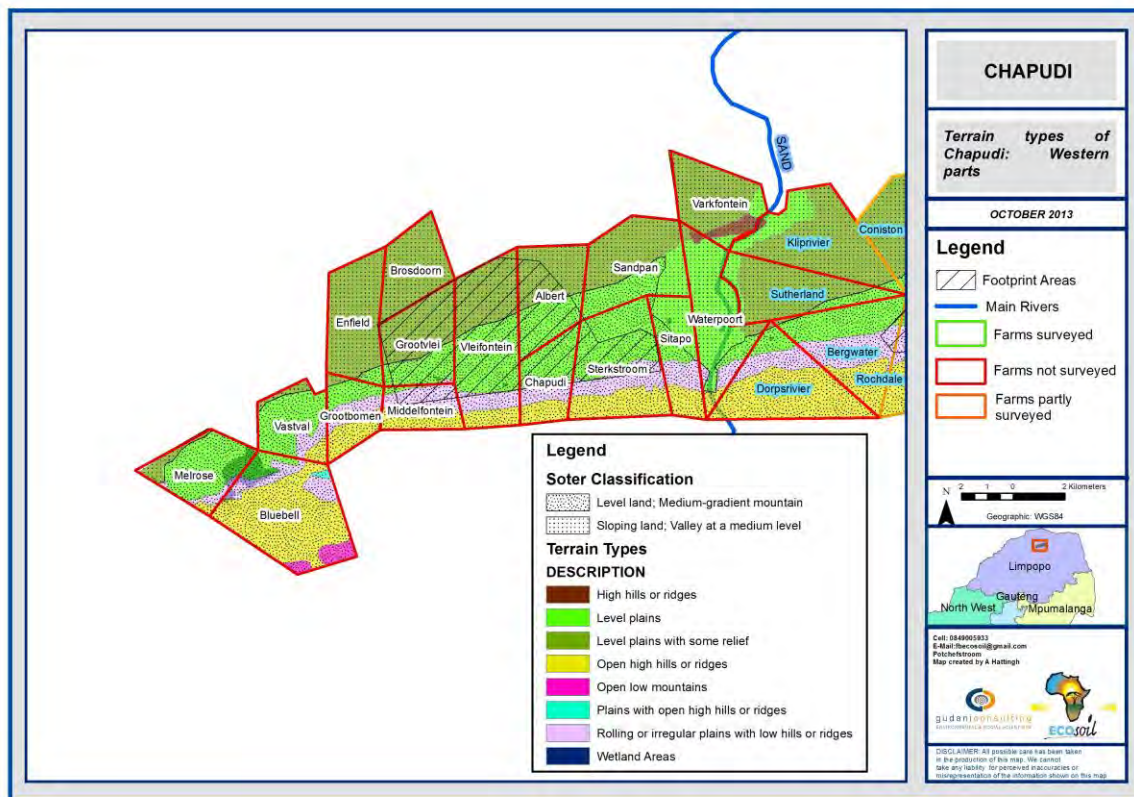 CHAPUDI
Terrain types of
Chapudi: Western
parts
OCTOBER 2013
Legend
Footprint Areas
Main Rivers
Farms surveyed
Farms not surveyed
Farms partly
surveyed
N
2 1 0 2 Kilometers
Geographic: WGS84
Limpopo
Gauteng
North West
Mpumalanga
Cell: 0849005933
E-Mail:fbecosoil@gmail.com
Potchefstroom
Map created by A Hattingh
gudani consulting
ECOsoil
DISCLAIMER: All possible care has been taken
in the production of this map. We cannot
take any liability for perceived inaccuracies or
misrepresentation of the information shown on this map
SAND
Varkfontein
Coniston
Kliprivier
Brosdoorn
Sandpan
Albert
Sutherland
Enfield
Waterpoort
Grootvlei
Vleifontein
Sitapo
Bergwater
Sterkstroom
Rochdale
Chapudi
Dorpsrivier
Middelfontein
Grootbomen
Vastval
Melrose
Bluebell
Legend
Soter Classification
Level land; Medium-gradient mountain
Sloping land; Valley at a medium level
Terrain Types
DESCRIPTION
High hills or ridges
Level plains
Level plains with some relief
Open high hills or ridges
Open low mountains
Plains with open high hills or ridges
Rolling or irregular plains with low hills or ridges
Wetland Areas